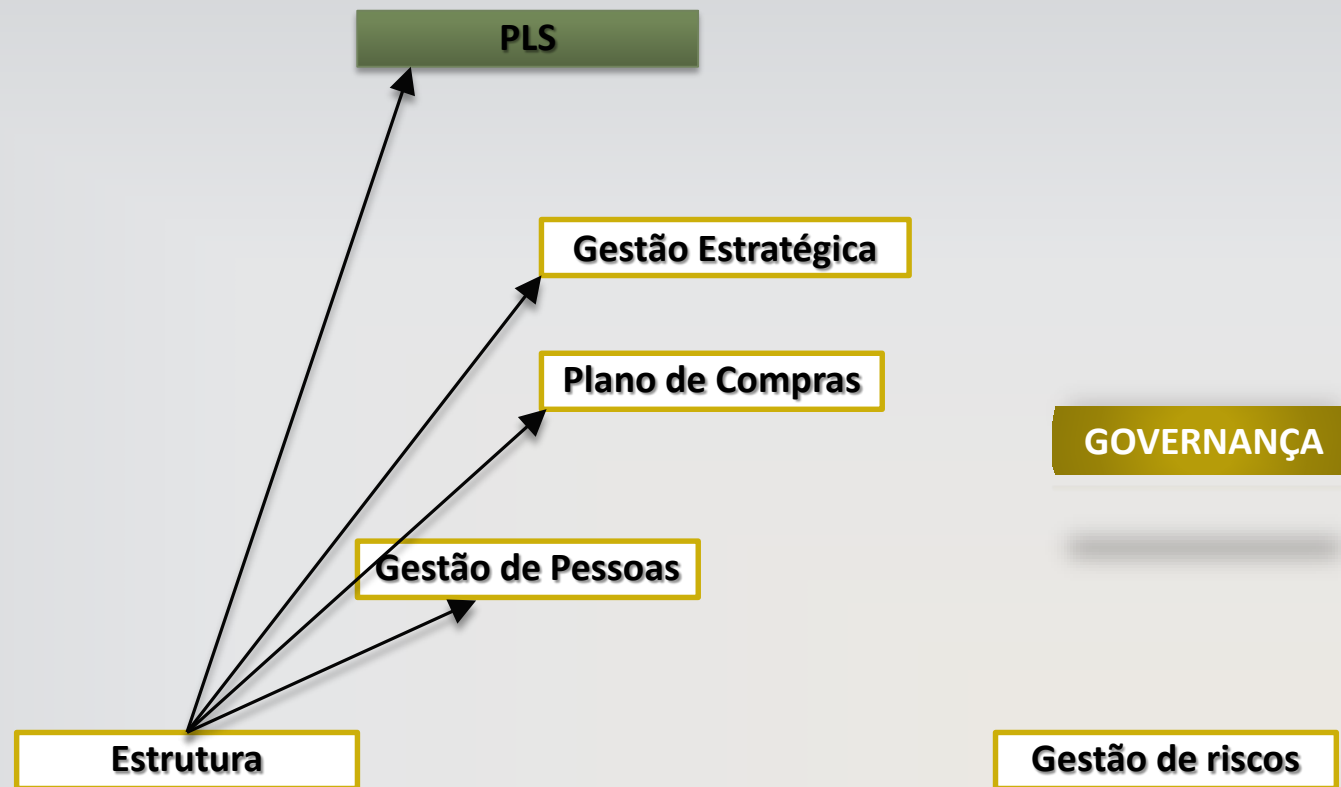 PLS
Gestão Estratégica
Plano de Compras
GOVERNANÇA
Gestão de Pessoas
Estrutura
Gestão de riscos